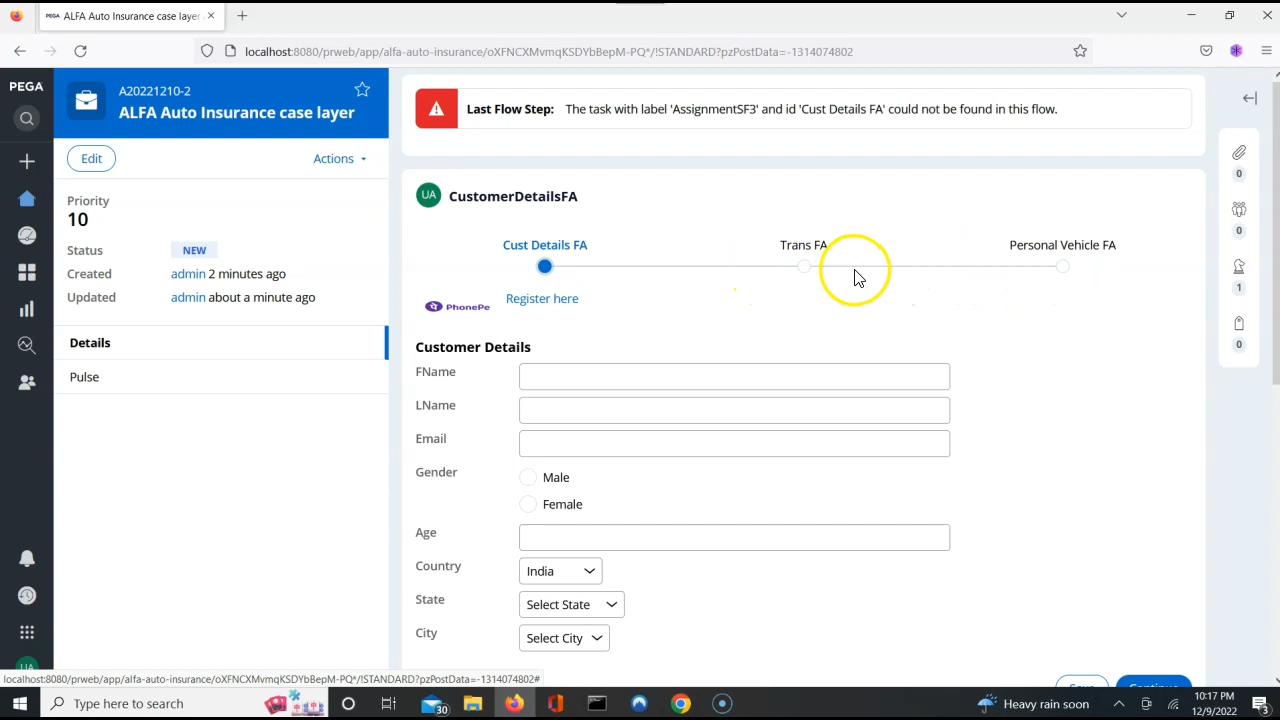 PEGA ALFA Auto Insurance case layer
localhost:8080/prweb/app/alfa-auto-insurance/oXFNCXMvmqKSDYbBepM-PQ*/!STANDARD?pzPostData=-1314074802
PEGA
A20221210-2
ALFA Auto Insurance case layer
Edit
Actions
Priority
10
Status NEW
Created admin 2 minutes ago
Updated admin about a minute ago
Details
Pulse
Last Flow Step: The task with label 'AssignmentSF3' and id 'Cust Details FA' could not be found in this flow.
UA CustomerDetailsFA
Cust Details FA Trans FA Personal Vehicle FA
PhonePe Register here
Customer Details
FName
LName
Email
Gender Male
Female
Age
Country India
State Select State
City Select City
Save Continue
0
0
1
0
UA
localhost:8080/prweb/app/alfa-auto-insurance/oXFNCXMvmqKSDYbBepM-PQ*/!STANDARD?pzPostData=-1314074802#
Type here to search
30
Heavy rain soon
10:17 PM
12/9/2022
3